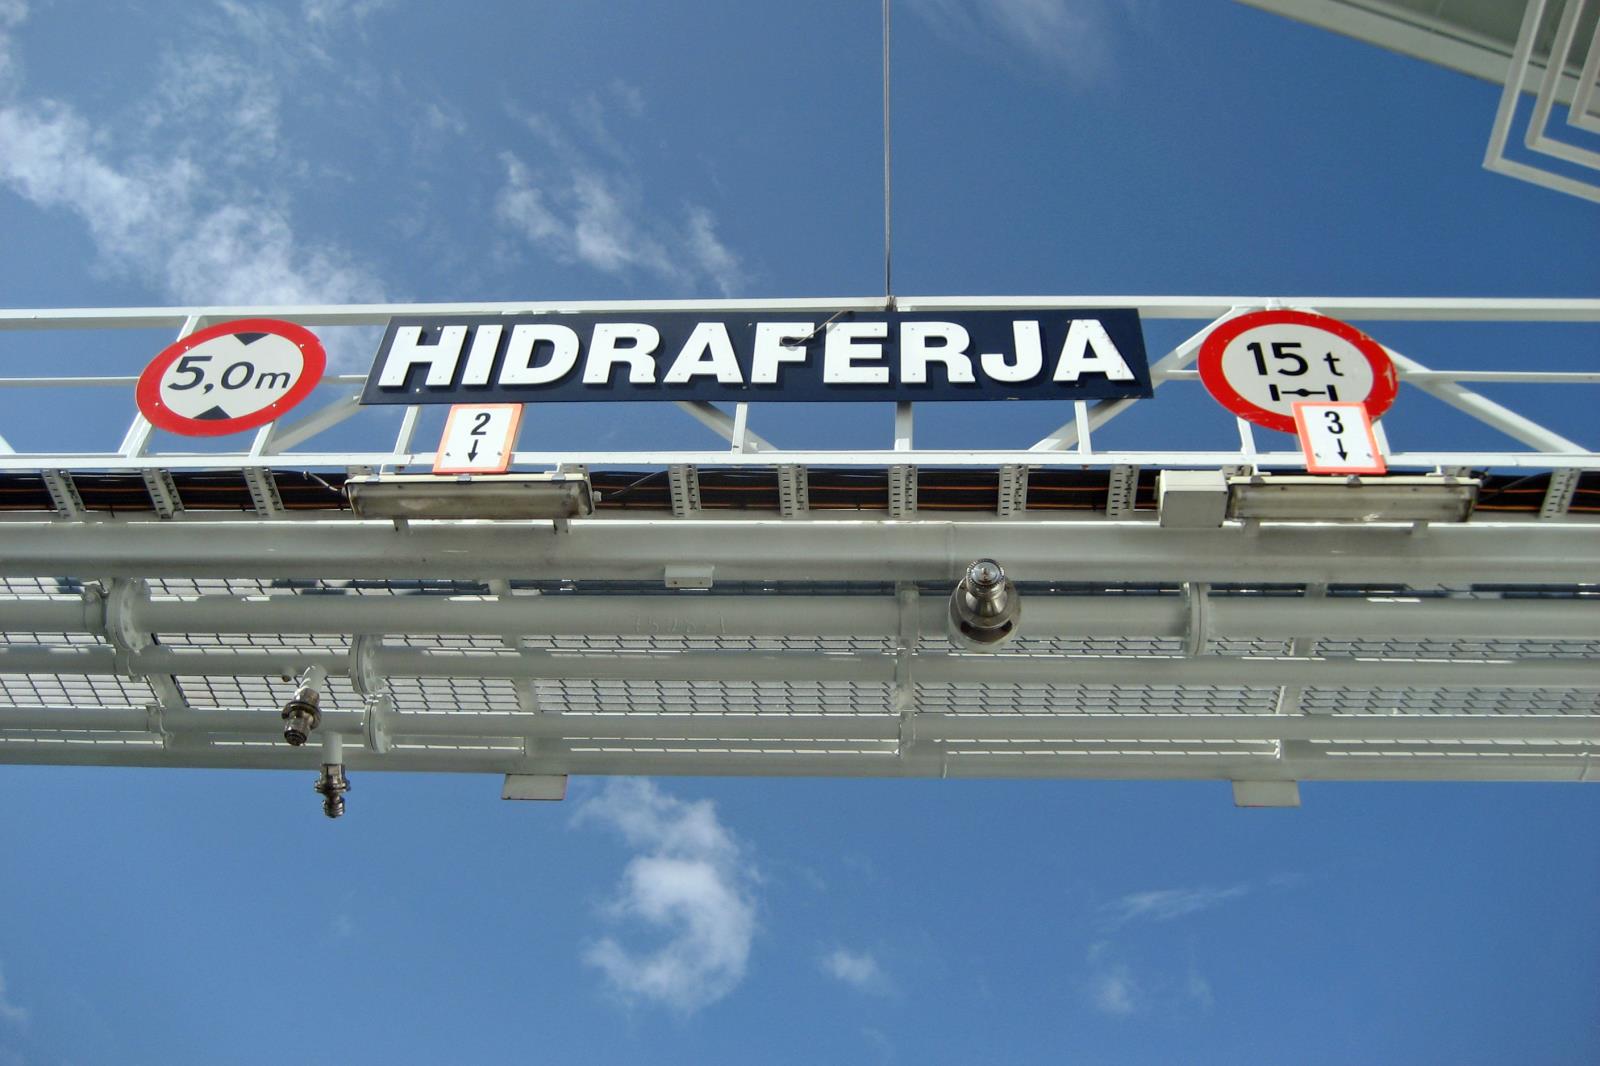 5,0m
HIDRAFERJA
15 t
2
3